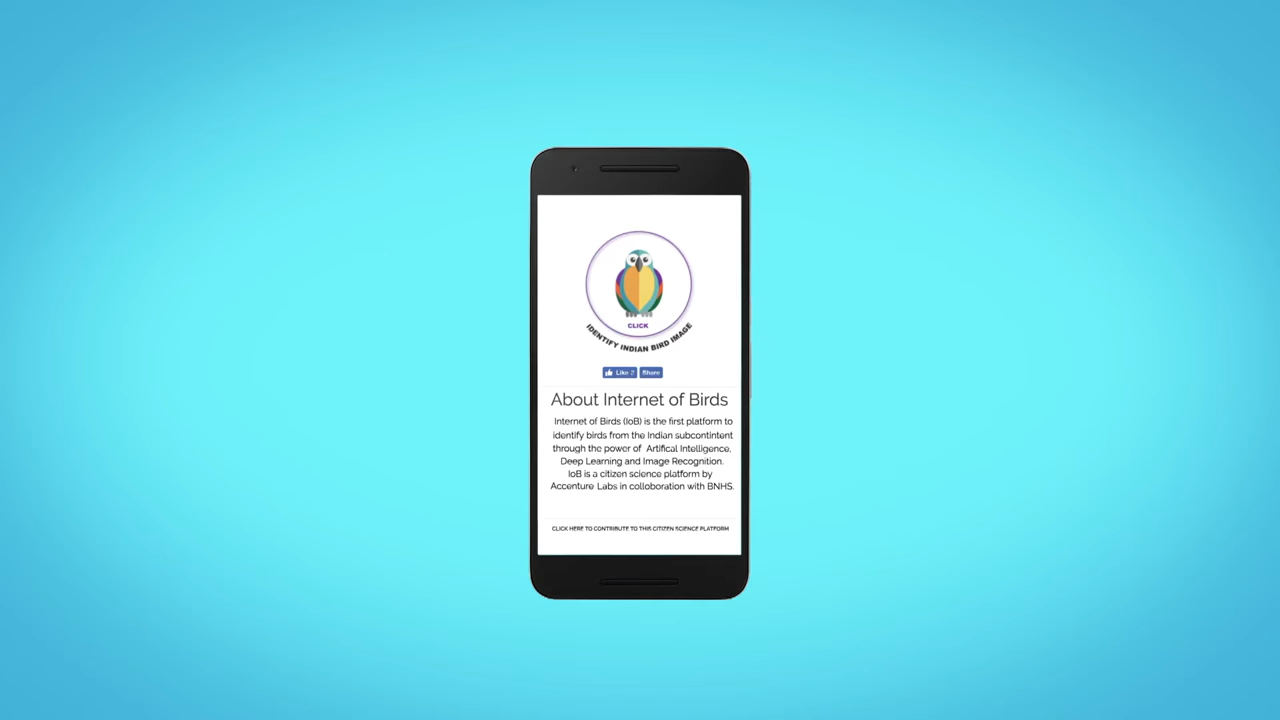 CLICK
IDENTIFY INDIAN BIRD IMAGE
Like 2 Share
About Internet of Birds
Internet of Birds (IoB) is the first platform to
identify birds from the Indian subcontintent
through the power of Artifical Intelligence,
Deep Learning and Image Recognition.
IoB is a citizen science platform by
Accenture Labs in colloboration with BNHS.
CLICK HERE TO CONTRIBUTE TO THIS CITIZEN SCIENCE PLATFORM